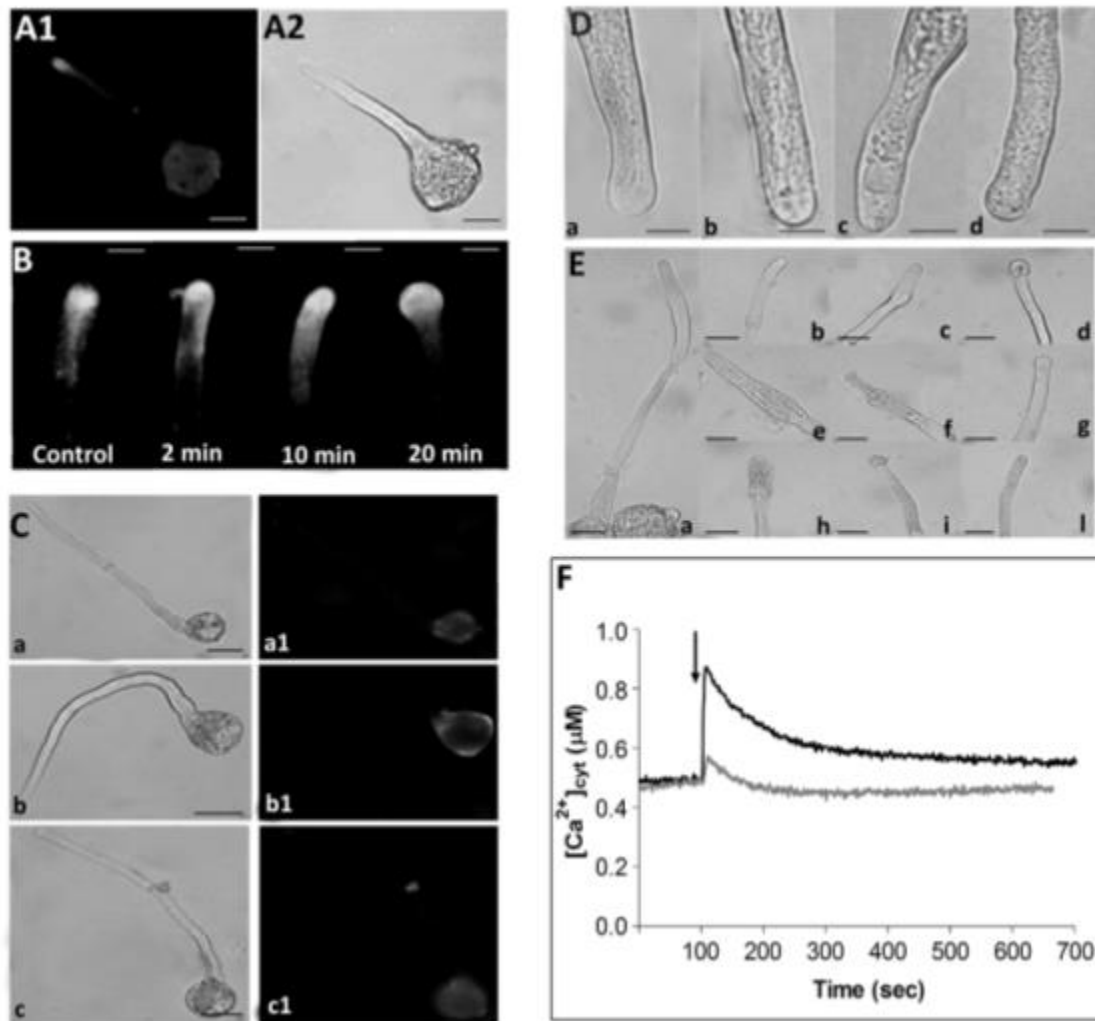 A1
A2
B
Control
2 min
10 min
20 min
C
a
a1
b
b1
c
c1
D
a
b
c
d
E
a
b
c
d
e
f
g
h
i
l
F
[Ca²⁺]cyt (μM)
1.0
0.8
0.6
0.4
0.2
0.0
100 200 300 400 500 600 700
Time (sec)